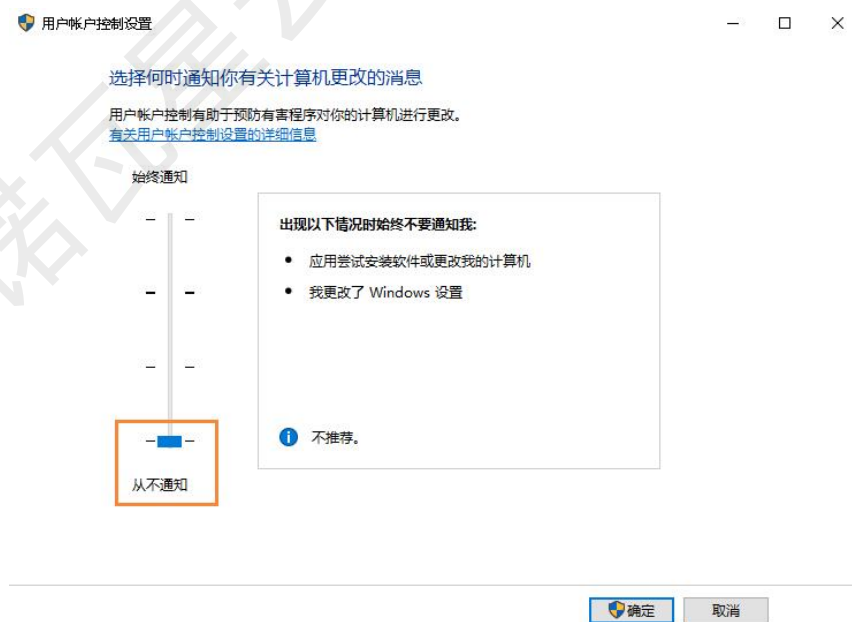 用户帐户控制设置
选择何时通知你有关计算机更改的消息
用户帐户控制有助于预防有害程序对你的计算机进行更改。
有关用户帐户控制设置的详细信息
始终通知
出现以下情况时始终不要通知我:
• 应用尝试安装软件或更改我的计算机
• 我更改了 Windows 设置
不推荐。
从不通知
确定 取消
诺瓦星云